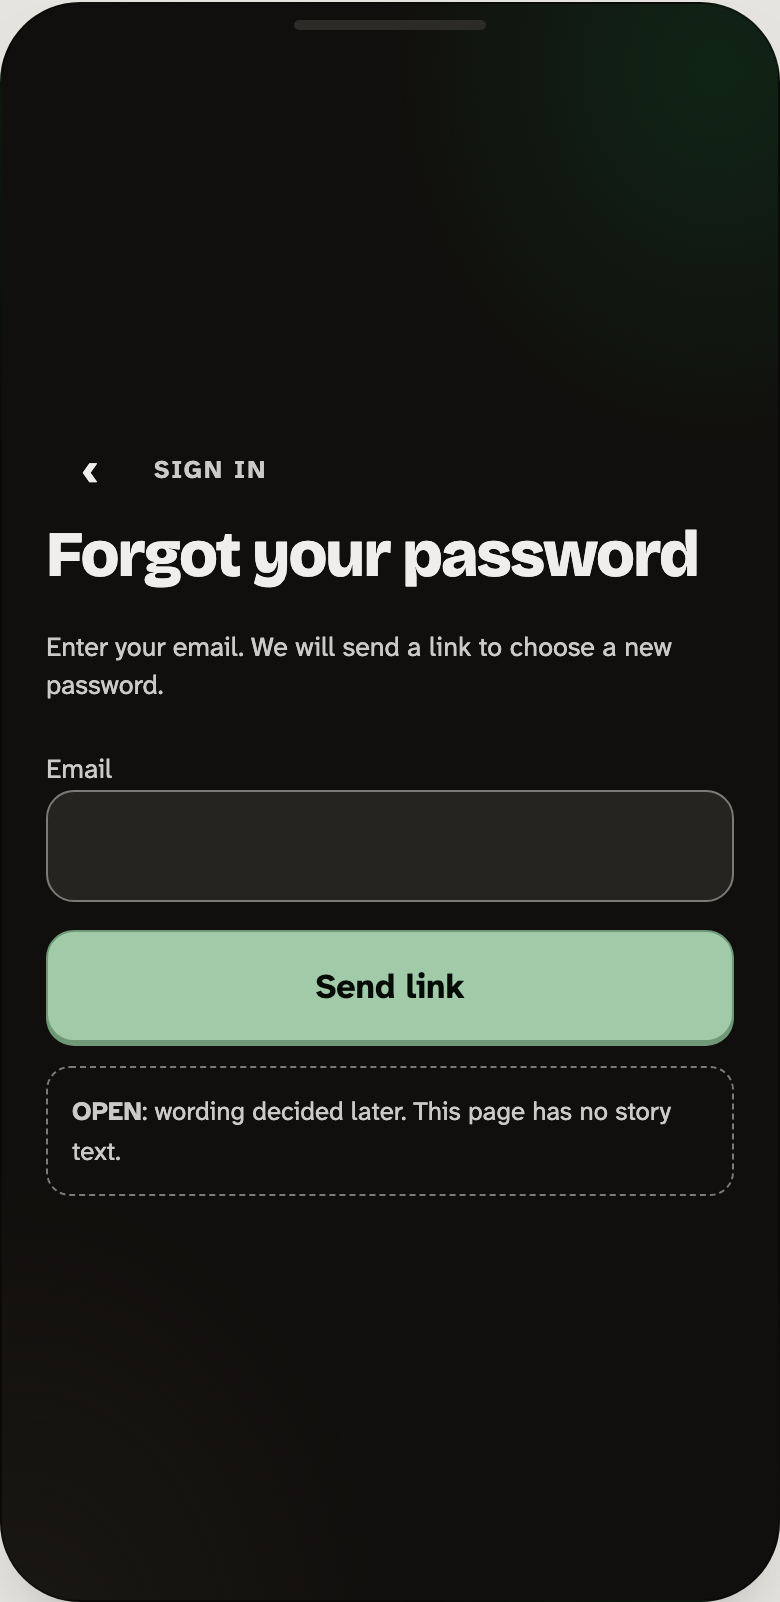 ‹ SIGN IN
Forgot your password
Enter your email. We will send a link to choose a new
password.
Email
Send link
OPEN: wording decided later. This page has no story
text.